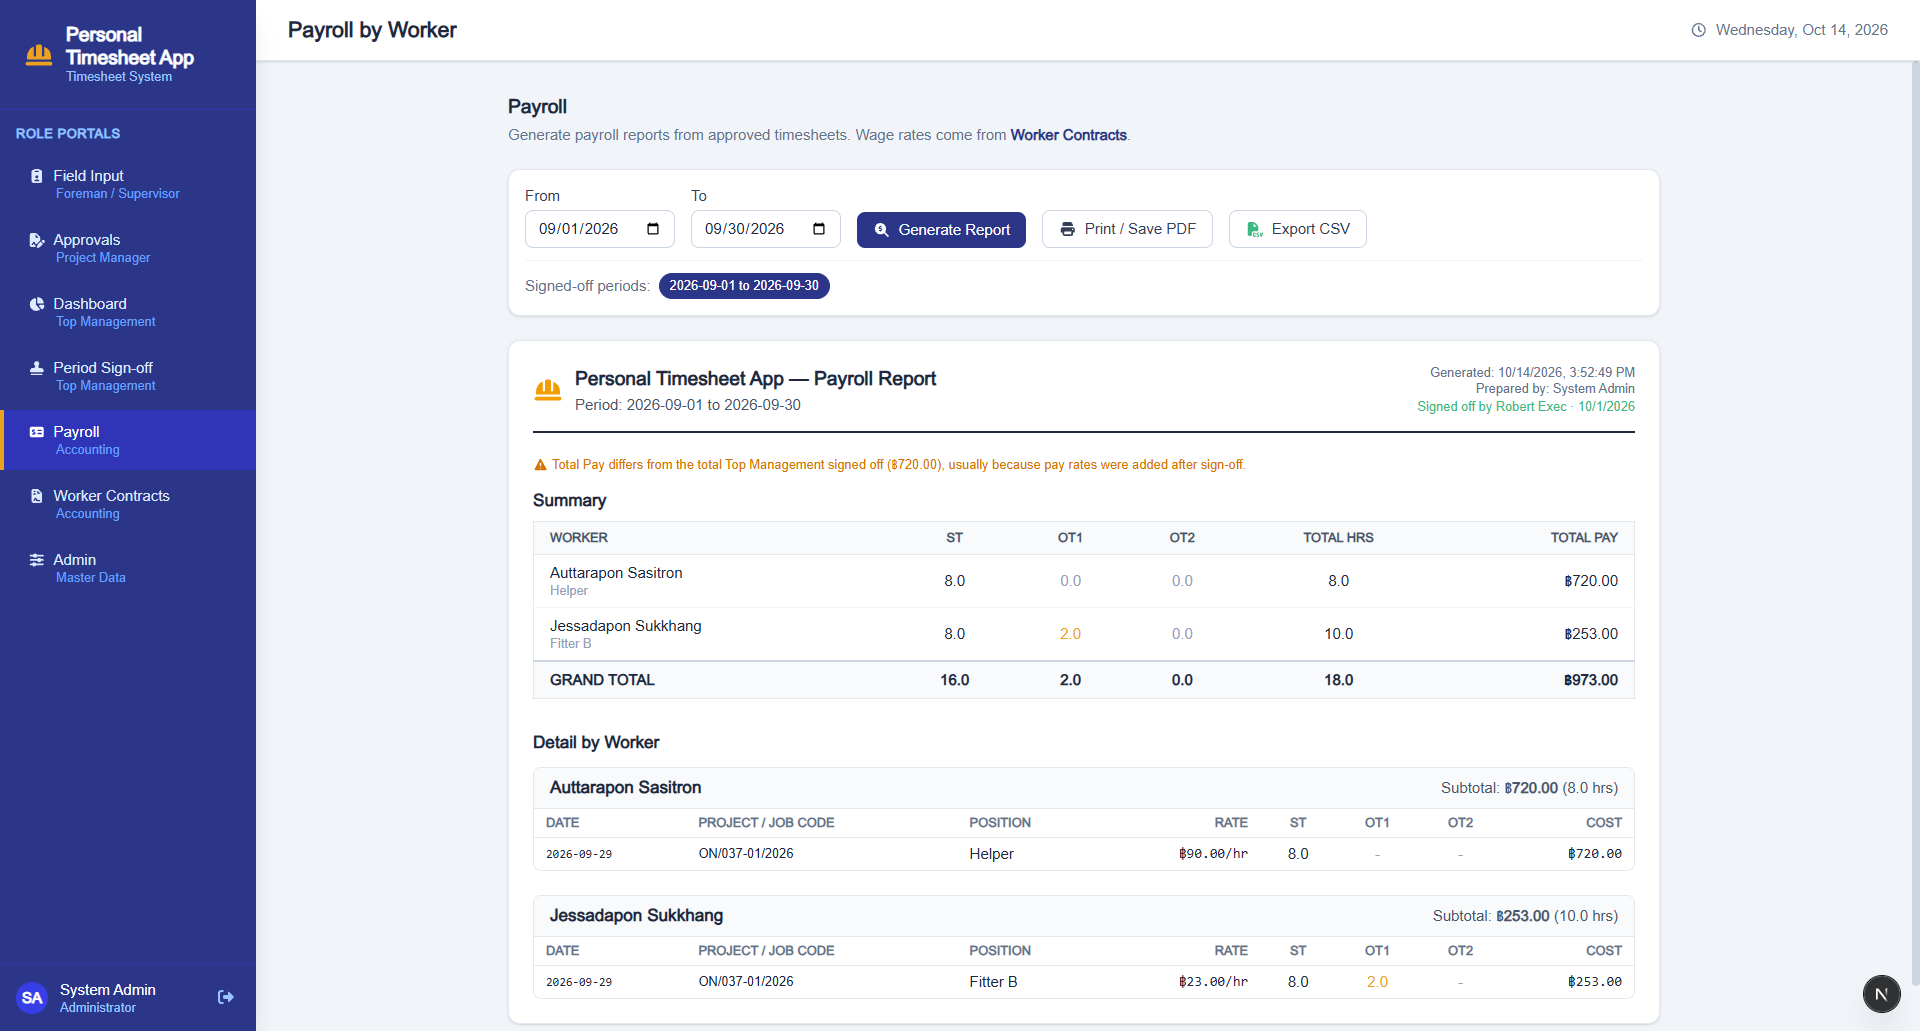 Personal
Timesheet App
Timesheet System
ROLE PORTALS
Field Input
Foreman / Supervisor
Approvals
Project Manager
Dashboard
Top Management
Period Sign-off
Top Management
Payroll
Accounting
Worker Contracts
Accounting
Admin
Master Data
SA
System Admin
Administrator
Payroll by Worker
Wednesday, Oct 14, 2026
Payroll
Generate payroll reports from approved timesheets. Wage rates come from Worker Contracts.
From To
09/01/2026 09/30/2026 Generate Report Print / Save PDF CSV Export CSV
Signed-off periods: 2026-09-01 to 2026-09-30
Personal Timesheet App — Payroll Report
Period: 2026-09-01 to 2026-09-30
Generated: 10/14/2026, 3:52:49 PM
Prepared by: System Admin
Signed off by Robert Exec · 10/1/2026
Total Pay differs from the total Top Management signed off (฿720.00), usually because pay rates were added after sign-off.
Summary
WORKER ST OT1 OT2 TOTAL HRS TOTAL PAY
Auttarapon Sasitron 8.0 0.0 0.0 8.0 ฿720.00
Helper
Jessadapon Sukkhang 8.0 2.0 0.0 10.0 ฿253.00
Fitter B
GRAND TOTAL 16.0 2.0 0.0 18.0 ฿973.00
Detail by Worker
Auttarapon Sasitron Subtotal: ฿720.00 (8.0 hrs)
DATE PROJECT / JOB CODE POSITION RATE ST OT1 OT2 COST
2026-09-29 ON/037-01/2026 Helper ฿90.00/hr 8.0 - - ฿720.00
Jessadapon Sukkhang Subtotal: ฿253.00 (10.0 hrs)
DATE PROJECT / JOB CODE POSITION RATE ST OT1 OT2 COST
2026-09-29 ON/037-01/2026 Fitter B ฿23.00/hr 8.0 2.0 - ฿253.00
N